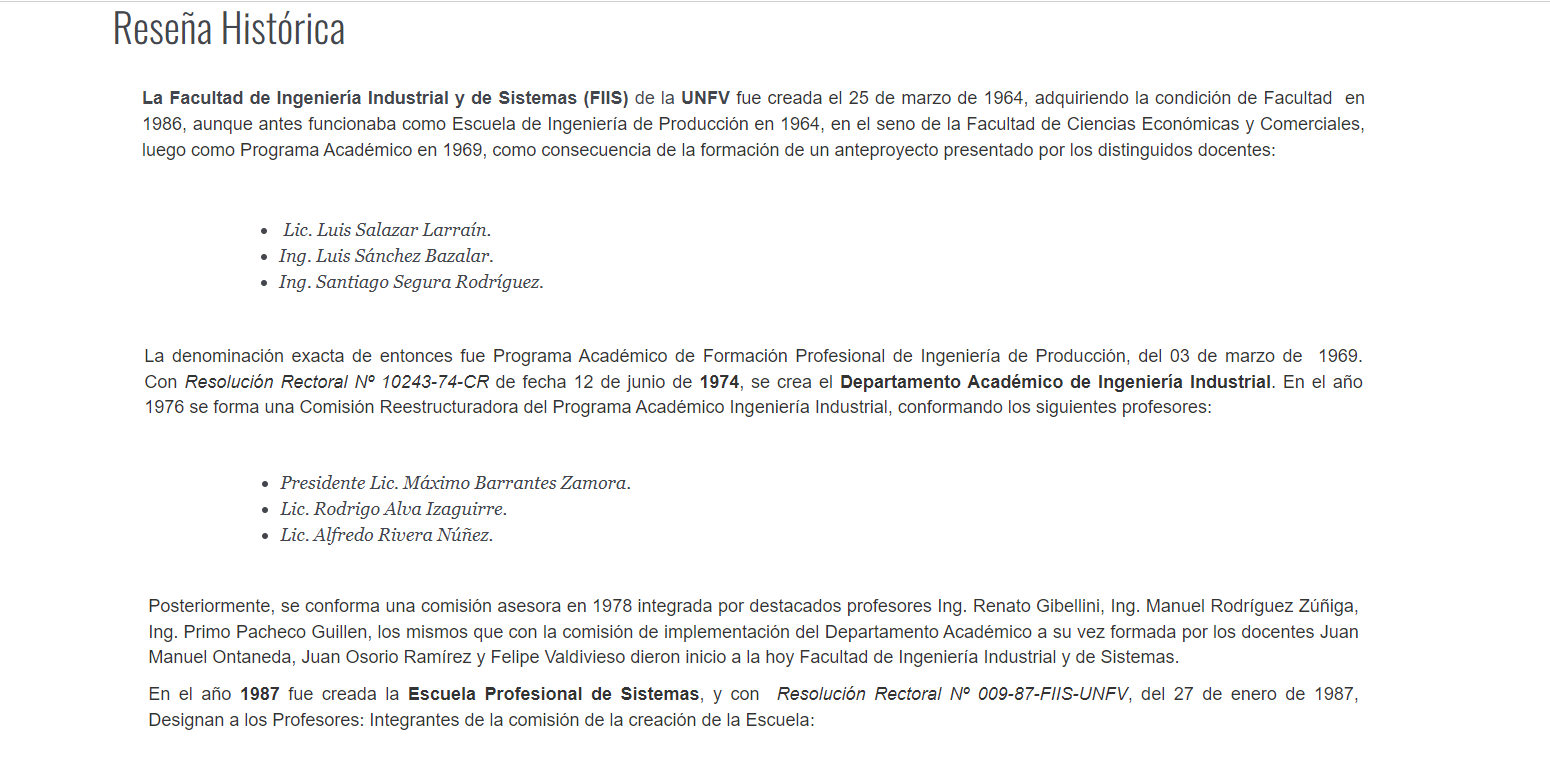 Reseña Histórica
La Facultad de Ingeniería Industrial y de Sistemas (FIIS) de la UNFV fue creada el 25 de marzo de 1964, adquiriendo la condición de Facultad en
1986, aunque antes funcionaba como Escuela de Ingeniería de Producción en 1964, en el seno de la Facultad de Ciencias Económicas y Comerciales,
luego como Programa Académico en 1969, como consecuencia de la formación de un anteproyecto presentado por los distinguidos docentes:
• Lic. Luis Salazar Larraín.
• Ing. Luis Sánchez Bazalar.
• Ing. Santiago Segura Rodríguez.
La denominación exacta de entonces fue Programa Académico de Formación Profesional de Ingeniería de Producción, del 03 de marzo de 1969.
Con Resolución Rectoral Nº 10243-74-CR de fecha 12 de junio de 1974, se crea el Departamento Académico de Ingeniería Industrial. En el año
1976 se forma una Comisión Reestructuradora del Programa Académico Ingeniería Industrial, conformando los siguientes profesores:
• Presidente Lic. Máximo Barrantes Zamora.
• Lic. Rodrigo Alva Izaguirre.
• Lic. Alfredo Rivera Núñez.
Posteriormente, se conforma una comisión asesora en 1978 integrada por destacados profesores Ing. Renato Gibellini, Ing. Manuel Rodríguez Zúñiga,
Ing. Primo Pacheco Guillen, los mismos que con la comisión de implementación del Departamento Académico a su vez formada por los docentes Juan
Manuel Ontaneda, Juan Osorio Ramírez y Felipe Valdivieso dieron inicio a la hoy Facultad de Ingeniería Industrial y de Sistemas.
En el año 1987 fue creada la Escuela Profesional de Sistemas, y con Resolución Rectoral Nº 009-87-FIIS-UNFV, del 27 de enero de 1987,
Designan a los Profesores: Integrantes de la comisión de la creación de la Escuela: